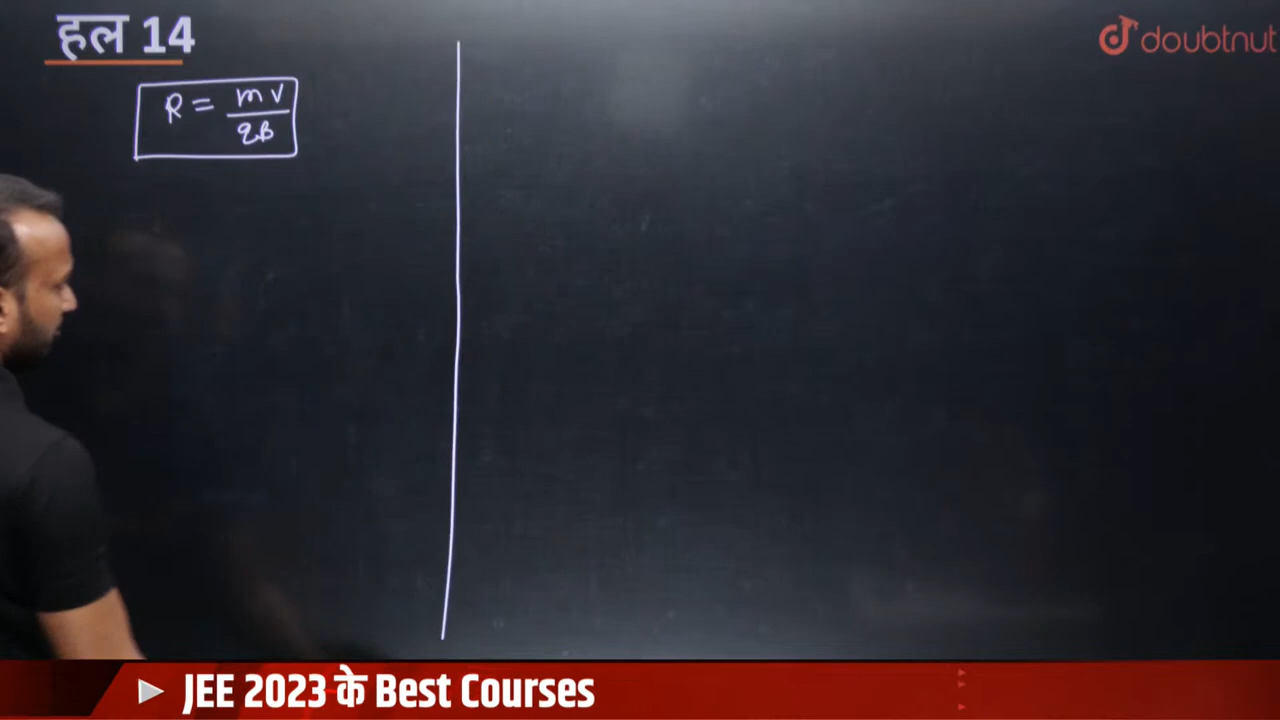 हल 14
doubtnut
R = mv/qB
JEE 2023 के Best Courses